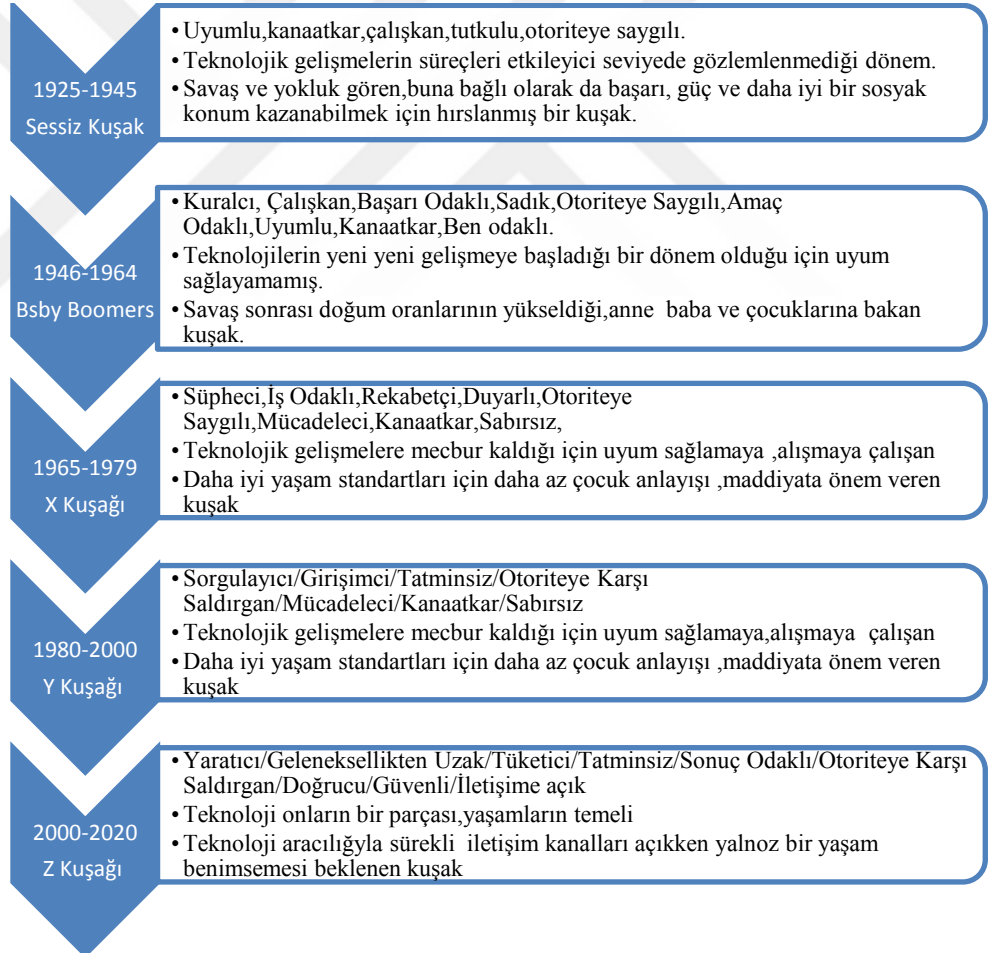 1925-1945
Sessiz Kuşak
• Uyumlu,kanaatkar,çalışkan,tutkulu,otoriteye saygılı.
• Teknolojik gelişmelerin süreçleri etkileyici seviyede gözlemlenmediği dönem.
• Savaş ve yokluk gören,buna bağlı olarak da başarı, güç ve daha iyi bir sosyak
konum kazanabilmek için hırslanmış bir kuşak.
1946-1964
Bsby Boomers
• Kuralcı, Çalışkan,Başarı Odaklı,Sadık,Otoriteye Saygılı,Amaç
Odaklı,Uyumlu,Kanaatkar,Ben odaklı.
• Teknolojilerin yeni yeni gelişmeye başladığı bir dönem olduğu için uyum
sağlayamamış.
• Savaş sonrası doğum oranlarının yükseldiği,anne baba ve çocuklarına bakan
kuşak.
1965-1979
X Kuşağı
• Süpheci,İş Odaklı,Rekabetçi,Duyarlı,Otoriteye
Saygılı,Mücadeleci,Kanaatkar,Sabırsız,
• Teknolojik gelişmelere mecbur kaldığı için uyum sağlamaya ,alışmaya çalışan
• Daha iyi yaşam standartları için daha az çocuk anlayışı ,maddiyata önem veren
kuşak
1980-2000
Y Kuşağı
• Sorgulayıcı/Girişimci/Tatminsiz/Otoriteye Karşı
Saldırgan/Mücadeleci/Kanaatkar/Sabırsız
• Teknolojik gelişmelere mecbur kaldığı için uyum sağlamaya,alışmaya çalışan
• Daha iyi yaşam standartları için daha az çocuk anlayışı ,maddiyata önem veren
kuşak
2000-2020
Z Kuşağı
• Yaratıcı/Geleneksellikten Uzak/Tüketici/Tatminsiz/Sonuç Odaklı/Otoriteye Karşı
Saldırgan/Doğrucu/Güvenli/İletişime açık
• Teknoloji onların bir parçası,yaşamların temeli
• Teknoloji aracılığyla sürekli iletişim kanalları açıkken yalnoz bir yaşam
benimsemesi beklenen kuşak